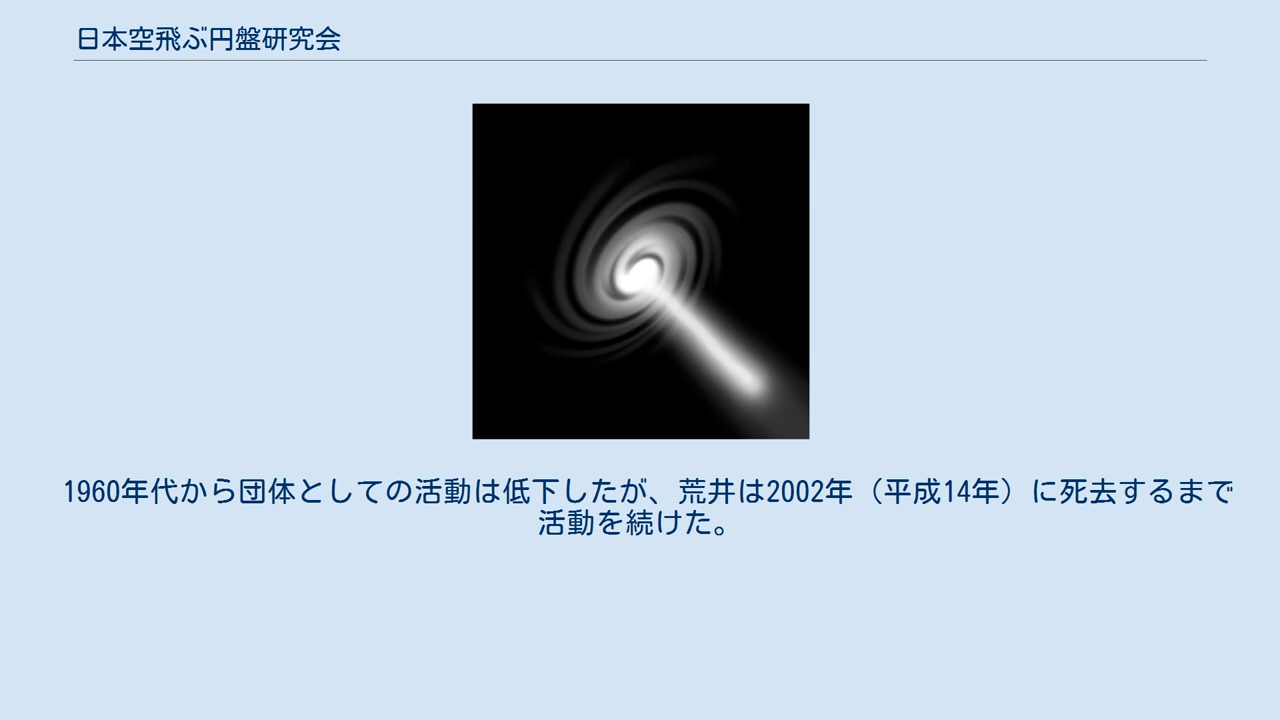 日本空飛ぶ円盤研究会
1960年代から団体としての活動は低下したが、荒井は2002年（平成14年）に死去するまで
活動を続けた。